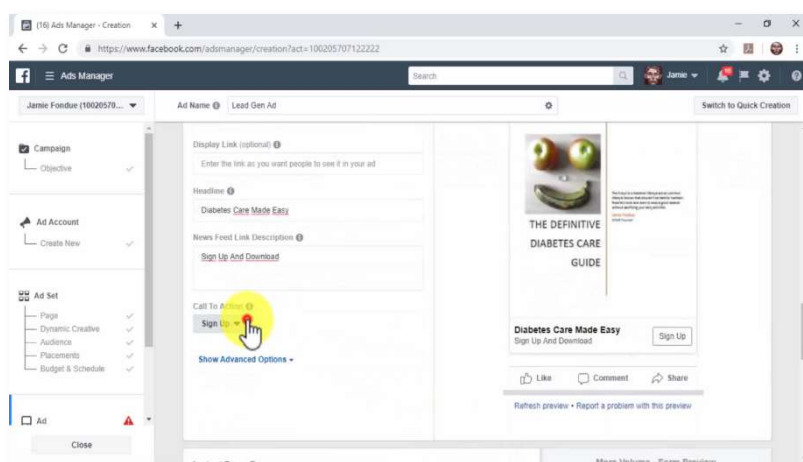 (16) Ads Manager - Creation
https://www.facebook.com/adsmanager/creation?act=100205707122222
Ads Manager
Search
Jamie
Jamie Fondue (10020570...
Ad Name
Lead Gen Ad
Switch to Quick Creation
Campaign
Objective
Ad Account
Create New
Ad Set
Page
Dynamic Creative
Audience
Placements
Budget & Schedule
Ad
Close
Display Link (optional)
Enter the link as you want people to see it in your ad
Headline
Diabetes Care Made Easy
News Feed Link Description
Sign Up And Download
Call To Action
Sign Up
Show Advanced Options
THE DEFINITIVE
DIABETES CARE
GUIDE
Diabetes Care Made Easy
Sign Up And Download
Sign Up
Like
Comment
Share
Refresh preview • Report a problem with this preview